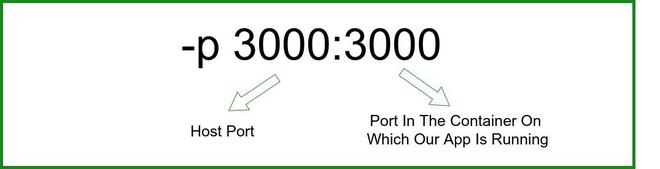 -p 3000:3000
Host Port
Port In The Container On
Which Our App Is Running